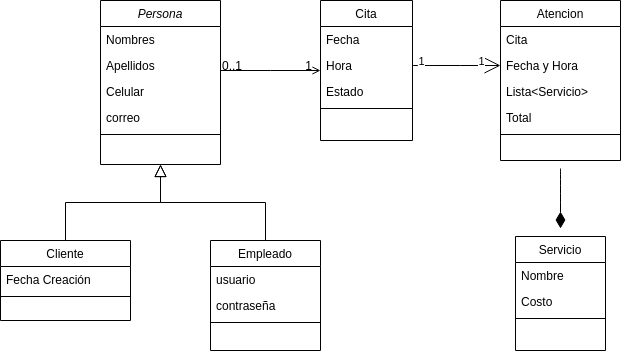 Persona
Nombres
Apellidos
Celular
correo
0..1
1
Cita
Fecha
Hora
Estado
1
1
Atencion
Cita
Fecha y Hora
Lista<Servicio>
Total
Cliente
Fecha Creación
Empleado
usuario
contraseña
Servicio
Nombre
Costo